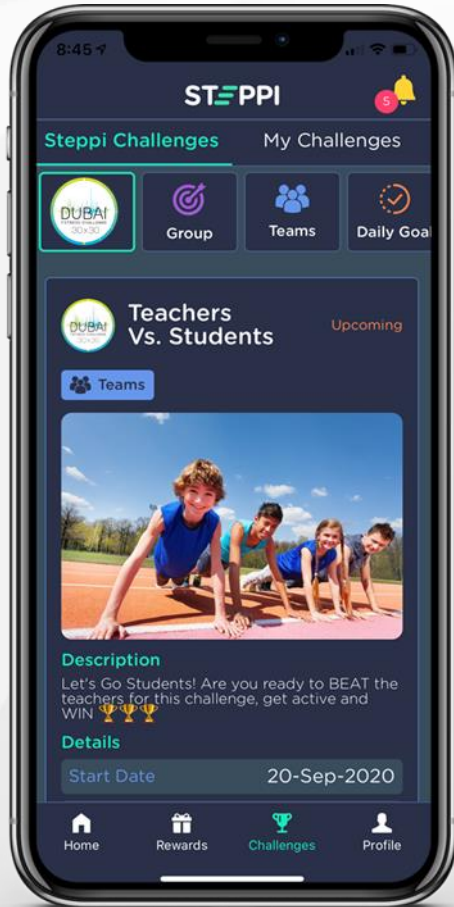 8:45
STEPPI
5
Steppi Challenges
My Challenges
DUBAI
FITNESS CHALLENGE
30x30
Group
Teams
Daily Goal
DUBAI
30x30
Teachers
Vs. Students
Upcoming
Teams
Description
Let's Go Students! Are you ready to BEAT the
teachers for this challenge, get active and
WIN 🏆🏆🏆
Details
Start Date
20-Sep-2020
Home
Rewards
Challenges
Profile